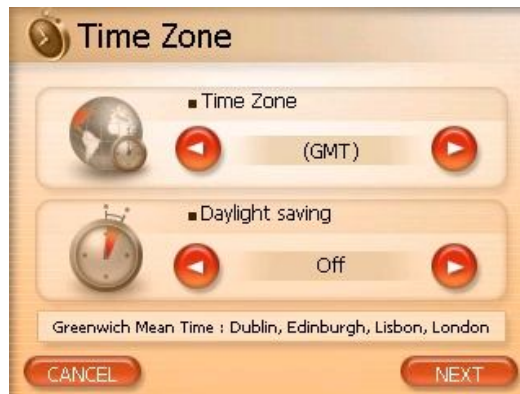 Time Zone
Time Zone
(GMT)
Daylight saving
Off
Greenwich Mean Time : Dublin, Edinburgh, Lisbon, London
CANCEL
NEXT